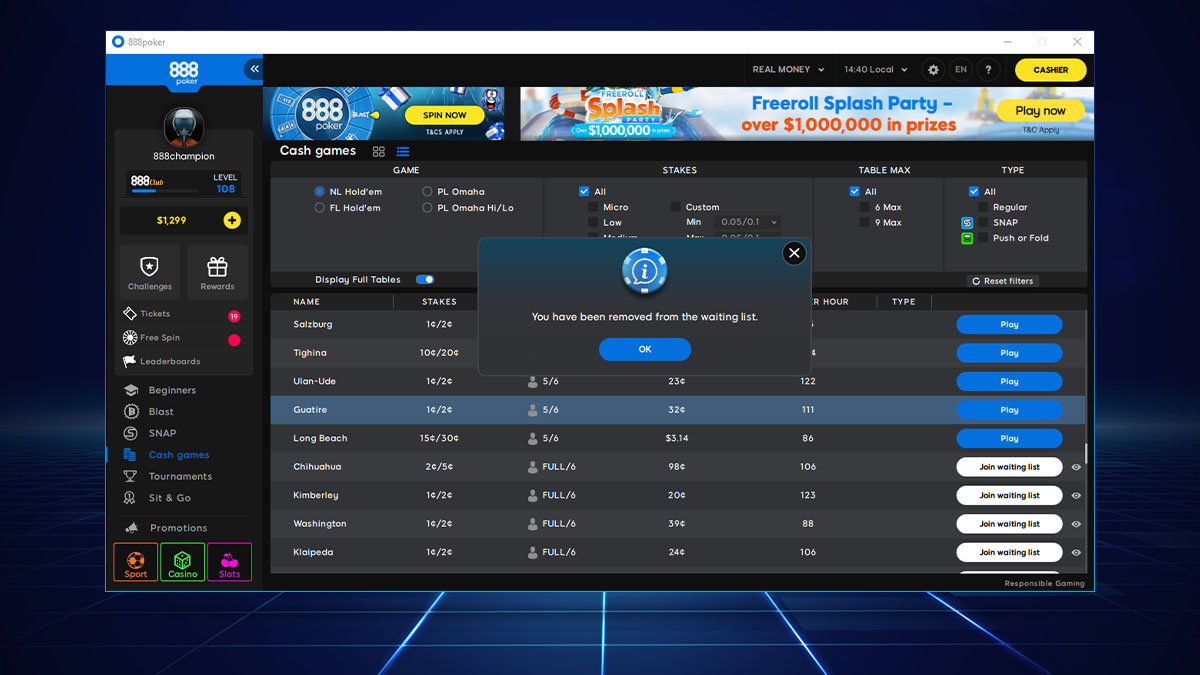 888poker
888
poker
REAL MONEY
14:40 Local
EN
?
CASHIER
888champion
888Club
LEVEL
108
$1,299
Challenges
Rewards
Tickets
19
Free Spin
Leaderboards
Beginners
Blast
SNAP
Cash games
Tournaments
Sit & Go
Promotions
Sport
Casino
Slots
888
poker
BLAST
SPIN NOW
T&CS APPLY
FREEROLL
Splash
PARTY
Over $1,000,000 in prizes
Freeroll Splash Party –
over $1,000,000 in prizes
Play now
T&C Apply
Cash games
GAME
STAKES
TABLE MAX
TYPE
NL Hold'em
PL Omaha
All
All
All
FL Hold'em
PL Omaha Hi/Lo
Micro
Custom
6 Max
Regular
Low
Min
0.05/0.1
9 Max
SNAP
Medium
Max
0.05/0.1
Push or Fold
Display Full Tables
Reset filters
You have been removed from the waiting list.
OK
NAME
STAKES
HOUR
TYPE
Salzburg
1¢/2¢
Play
Tighina
10¢/20¢
4
Play
Ulan-Ude
1¢/2¢
5/6
23¢
122
Play
Guatire
1¢/2¢
5/6
32¢
111
Play
Long Beach
15¢/30¢
5/6
$3.14
86
Play
Chihuahua
2¢/5¢
FULL/6
98¢
106
Join waiting list
Kimberley
1¢/2¢
FULL/6
20¢
123
Join waiting list
Washington
1¢/2¢
FULL/6
39¢
88
Join waiting list
Klaipeda
1¢/2¢
FULL/6
24¢
106
Join waiting list
Responsible Gaming